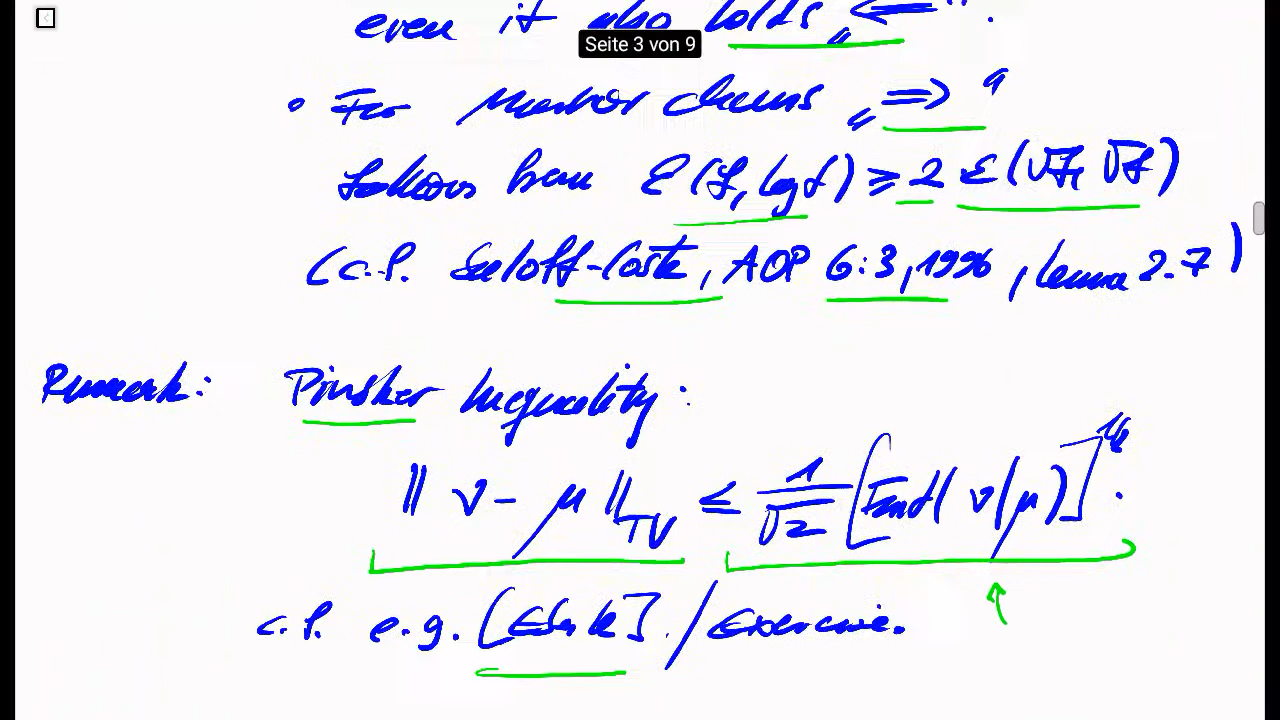 even it also holds „⇐“.
Seite 3 von 9
• For Markov chains „⇒“
follows from ℰ(f, log f) ≥ 2 ℰ(√f, √f)
(c.f. Saloff-Coste, AOP 6:3, 1996, Lemma 2.7)
Remark: Pinsker Inequality:
‖ν - μ‖_TV ≤ 1/√2 [Ent(ν|μ)]^1/2.
c.f. e.g. [Eberle]. / Exercise.